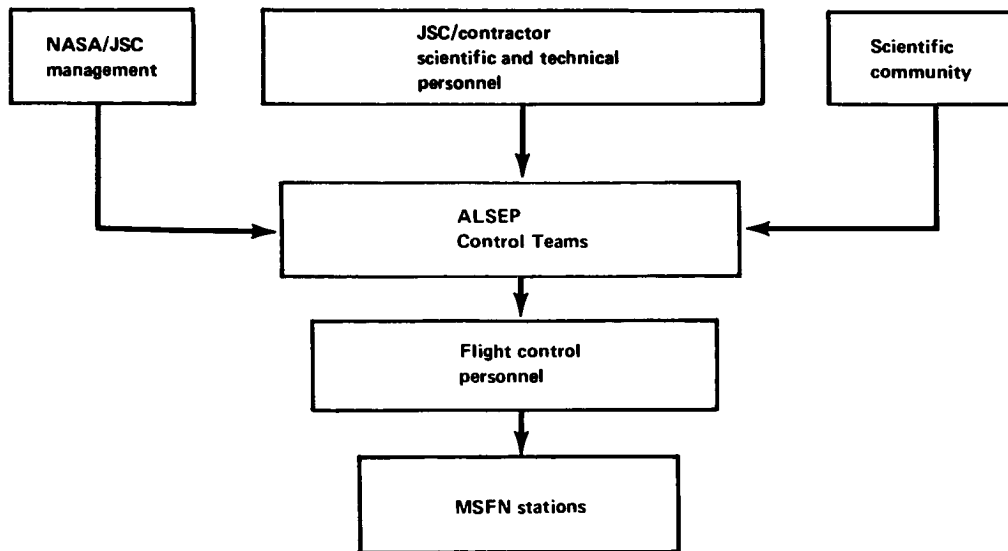 NASA/JSC
management
JSC/contractor
scientific and technical
personnel
Scientific
community
ALSEP
Control Teams
Flight control
personnel
MSFN stations